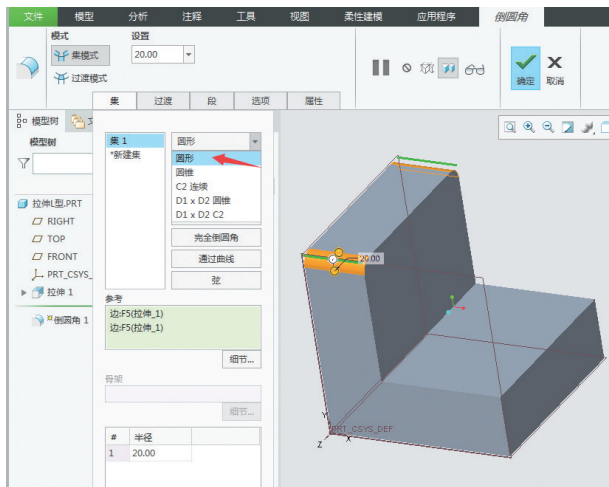 文件 模型 分析 注释 工具 视图 柔性建模 应用程序 倒圆角
模式 设置
集模式 20.00
过渡模式
确定 取消
集 过渡 段 选项 属性
模型树
模型树
集 1 圆形
*新建集 圆形
圆锥
C2 连续
D1 x D2 圆锥
D1 x D2 C2
完全倒圆角
通过曲线
弦
拉伸L型.PRT
RIGHT
TOP
FRONT
PRT_CSYS_
拉伸 1
倒圆角 1
参考
边:F5(拉伸_1)
边:F5(拉伸_1)
细节...
骨架
细节...
# 半径
1 20.00
20.00
Y
PRT_CSYS_DEF
Z X